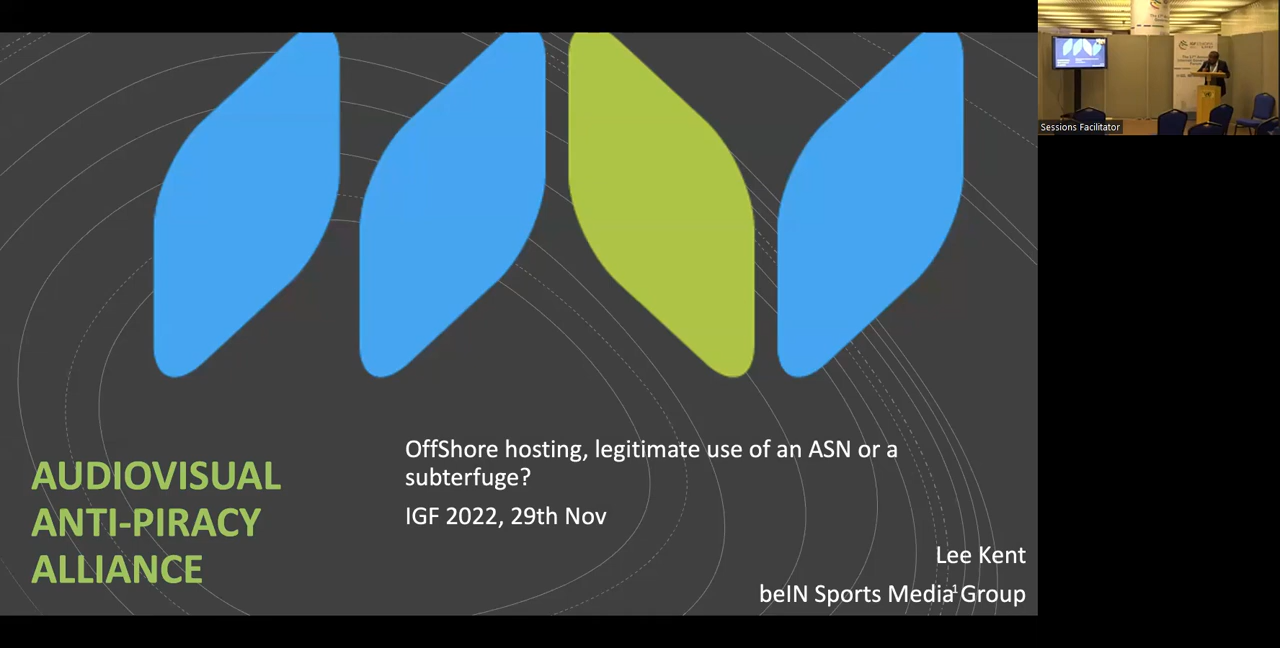 AUDIOVISUAL
ANTI-PIRACY
ALLIANCE
OffShore hosting, legitimate use of an ASN or a
subterfuge?
IGF 2022, 29th Nov
Lee Kent
beIN Sports Media Group
1
Sessions Facilitator